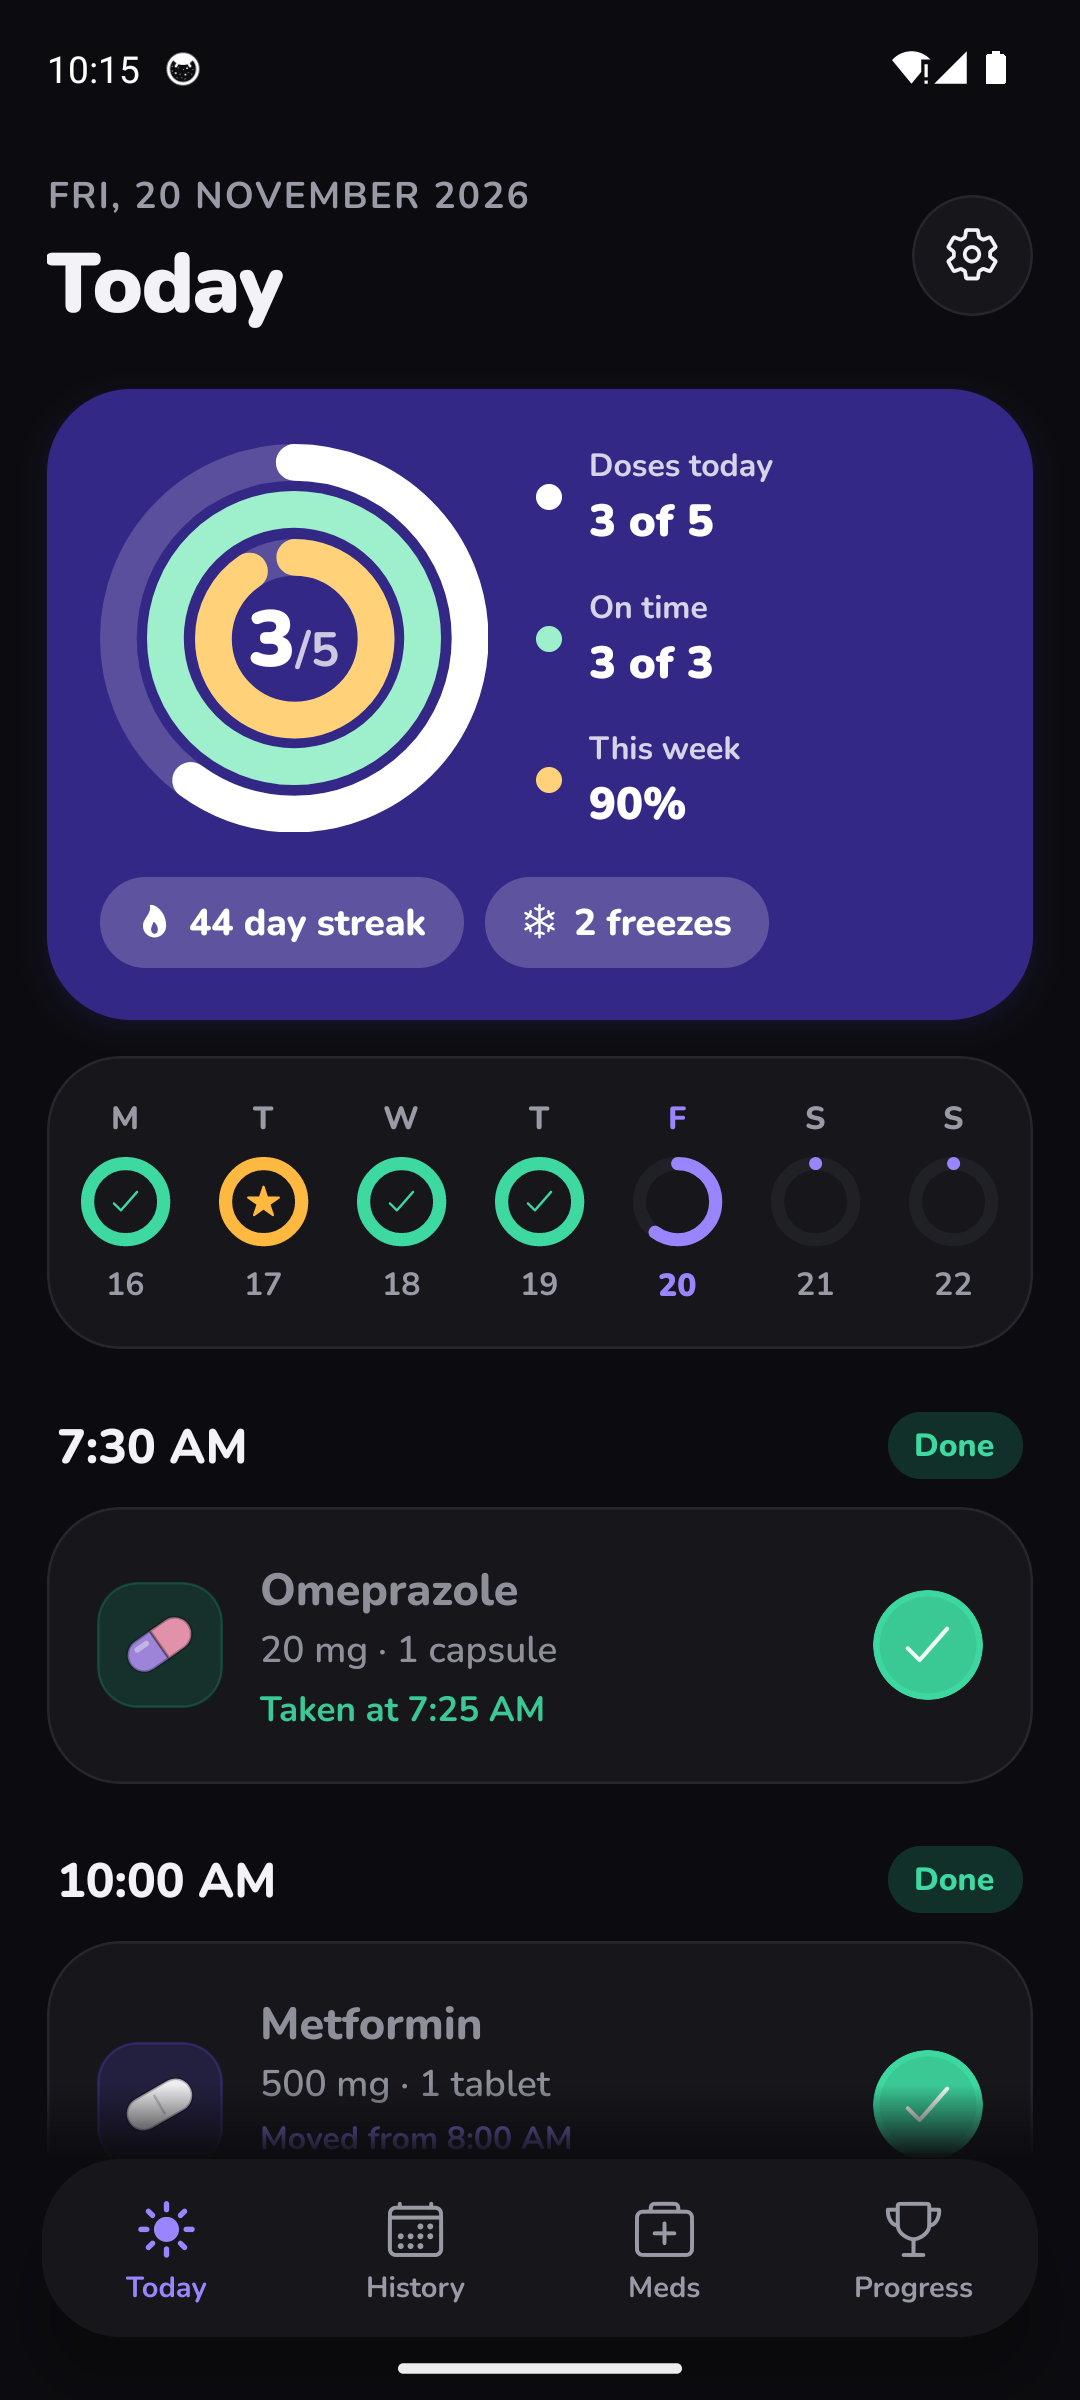 10:15
FRI, 20 NOVEMBER 2026
Today
3/5
Doses today
3 of 5
On time
3 of 3
This week
90%
44 day streak
2 freezes
M T W T F S S
16 17 18 19 20 21 22
7:30 AM
Done
Omeprazole
20 mg · 1 capsule
Taken at 7:25 AM
10:00 AM
Done
Metformin
500 mg · 1 tablet
Moved from 8:00 AM
Today History Meds Progress